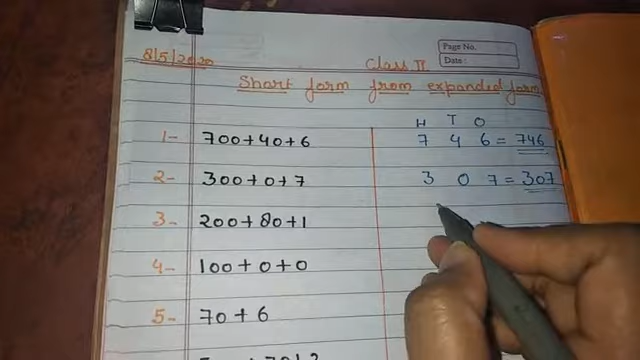 Page No.
Date :
8/5/2020 Class. II
Short form from expanded form
H T O
1- 700+40+6 7 4 6 = 746
2- 300+0+7 3 0 7 = 307
3- 200+80+1
4- 100+0+0
5- 70+6